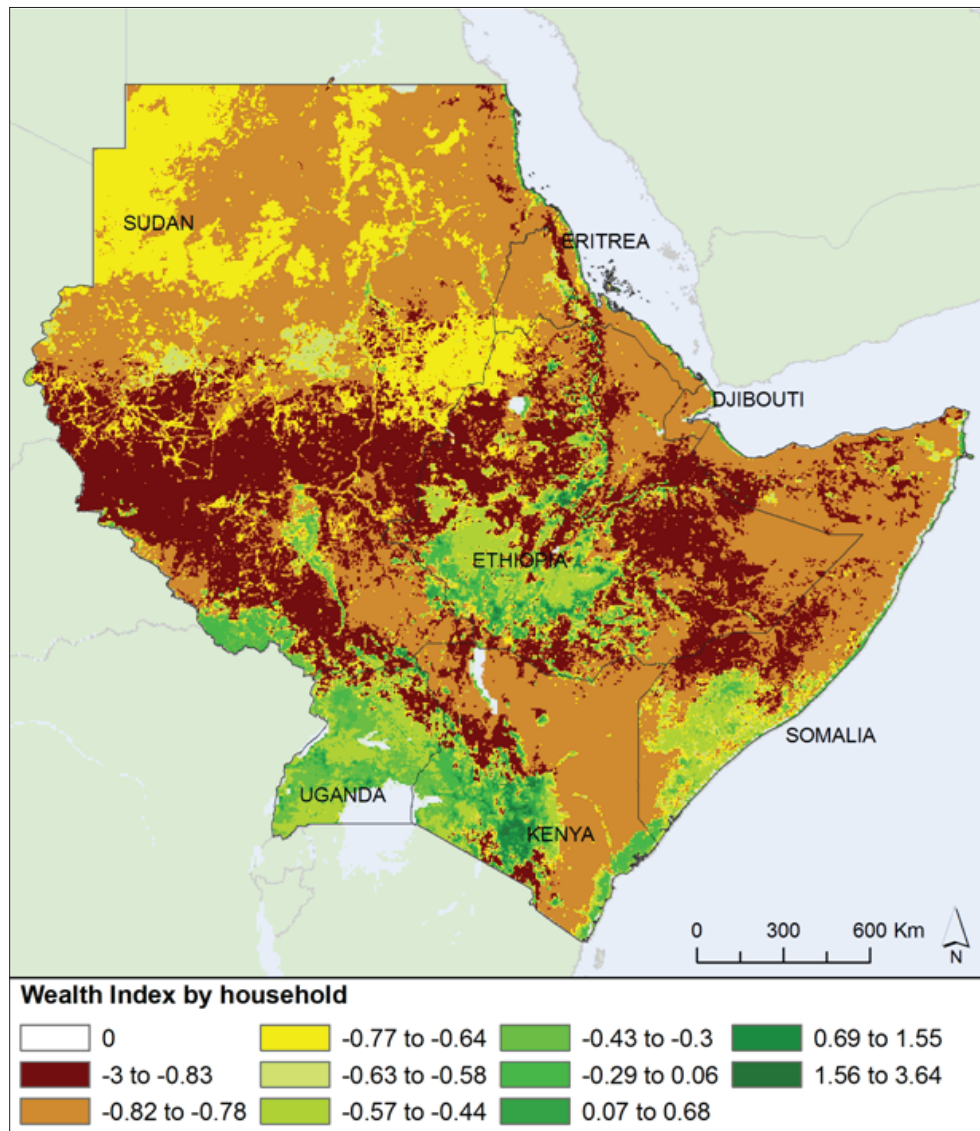 SUDAN
ERITREA
DJIBOUTI
ETHIOPIA
SOMALIA
UGANDA
KENYA
0 300 600 Km
N
Wealth Index by household
0 -0.77 to -0.64 -0.43 to -0.3 0.69 to 1.55
-3 to -0.83 -0.63 to -0.58 -0.29 to 0.06 1.56 to 3.64
-0.82 to -0.78 -0.57 to -0.44 0.07 to 0.68